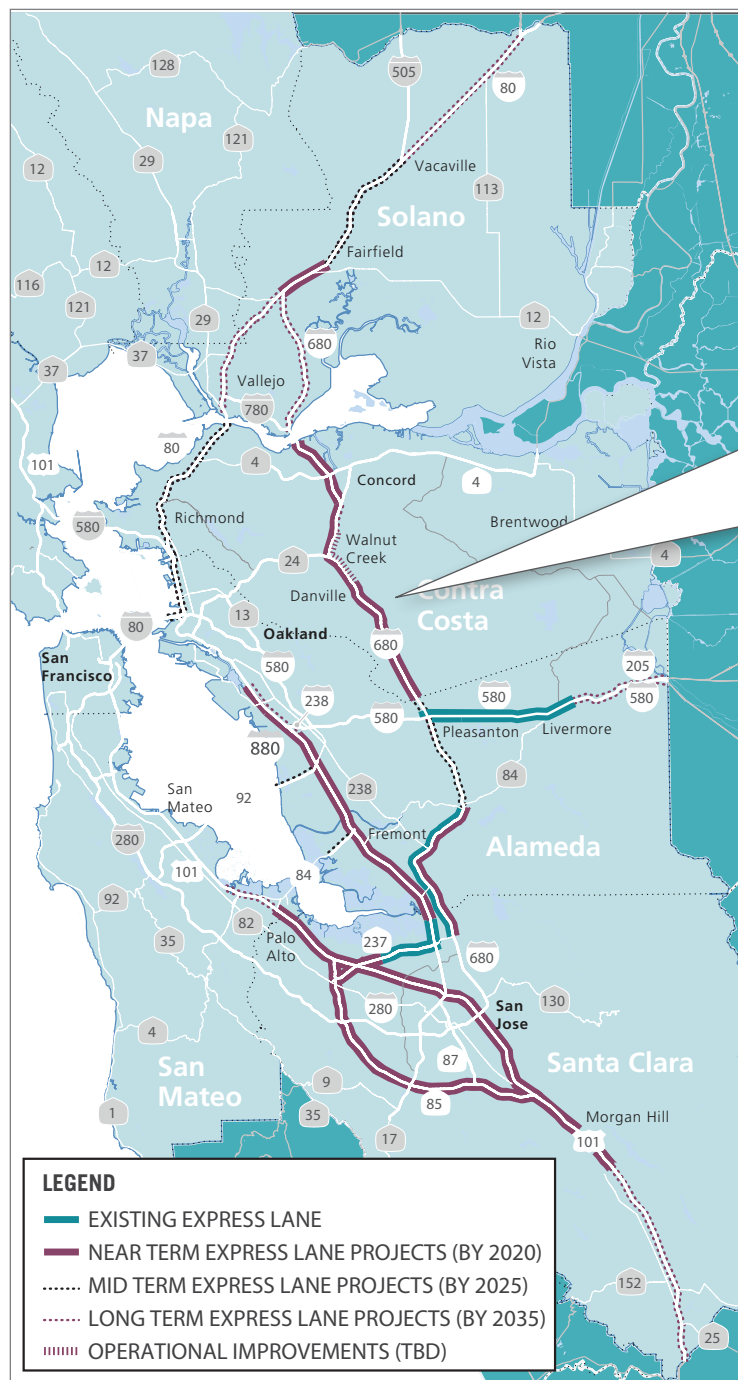 128
505
80
Napa
121
29
Vacaville
12
113
Solano
Fairfield
12
116
121
29
12
Rio
Vista
680
37
37
Vallejo
780
101
80
4
Concord
4
Richmond
Brentwood
580
Walnut
Creek
24
4
Danville
Contra
Costa
13
80
Oakland
680
San
Francisco
580
205
238
580
580
580
Pleasanton
Livermore
880
84
San
Mateo
92
238
Fremont
280
Alameda
101
84
92
82
237
35
Palo
Alto
680
280
San
Jose
130
4
87
Santa Clara
San
Mateo
9
85
1
35
17
Morgan Hill
101
LEGEND
EXISTING EXPRESS LANE
NEAR TERM EXPRESS LANE PROJECTS (BY 2020)
MID TERM EXPRESS LANE PROJECTS (BY 2025)
LONG TERM EXPRESS LANE PROJECTS (BY 2035)
OPERATIONAL IMPROVEMENTS (TBD)
152
25